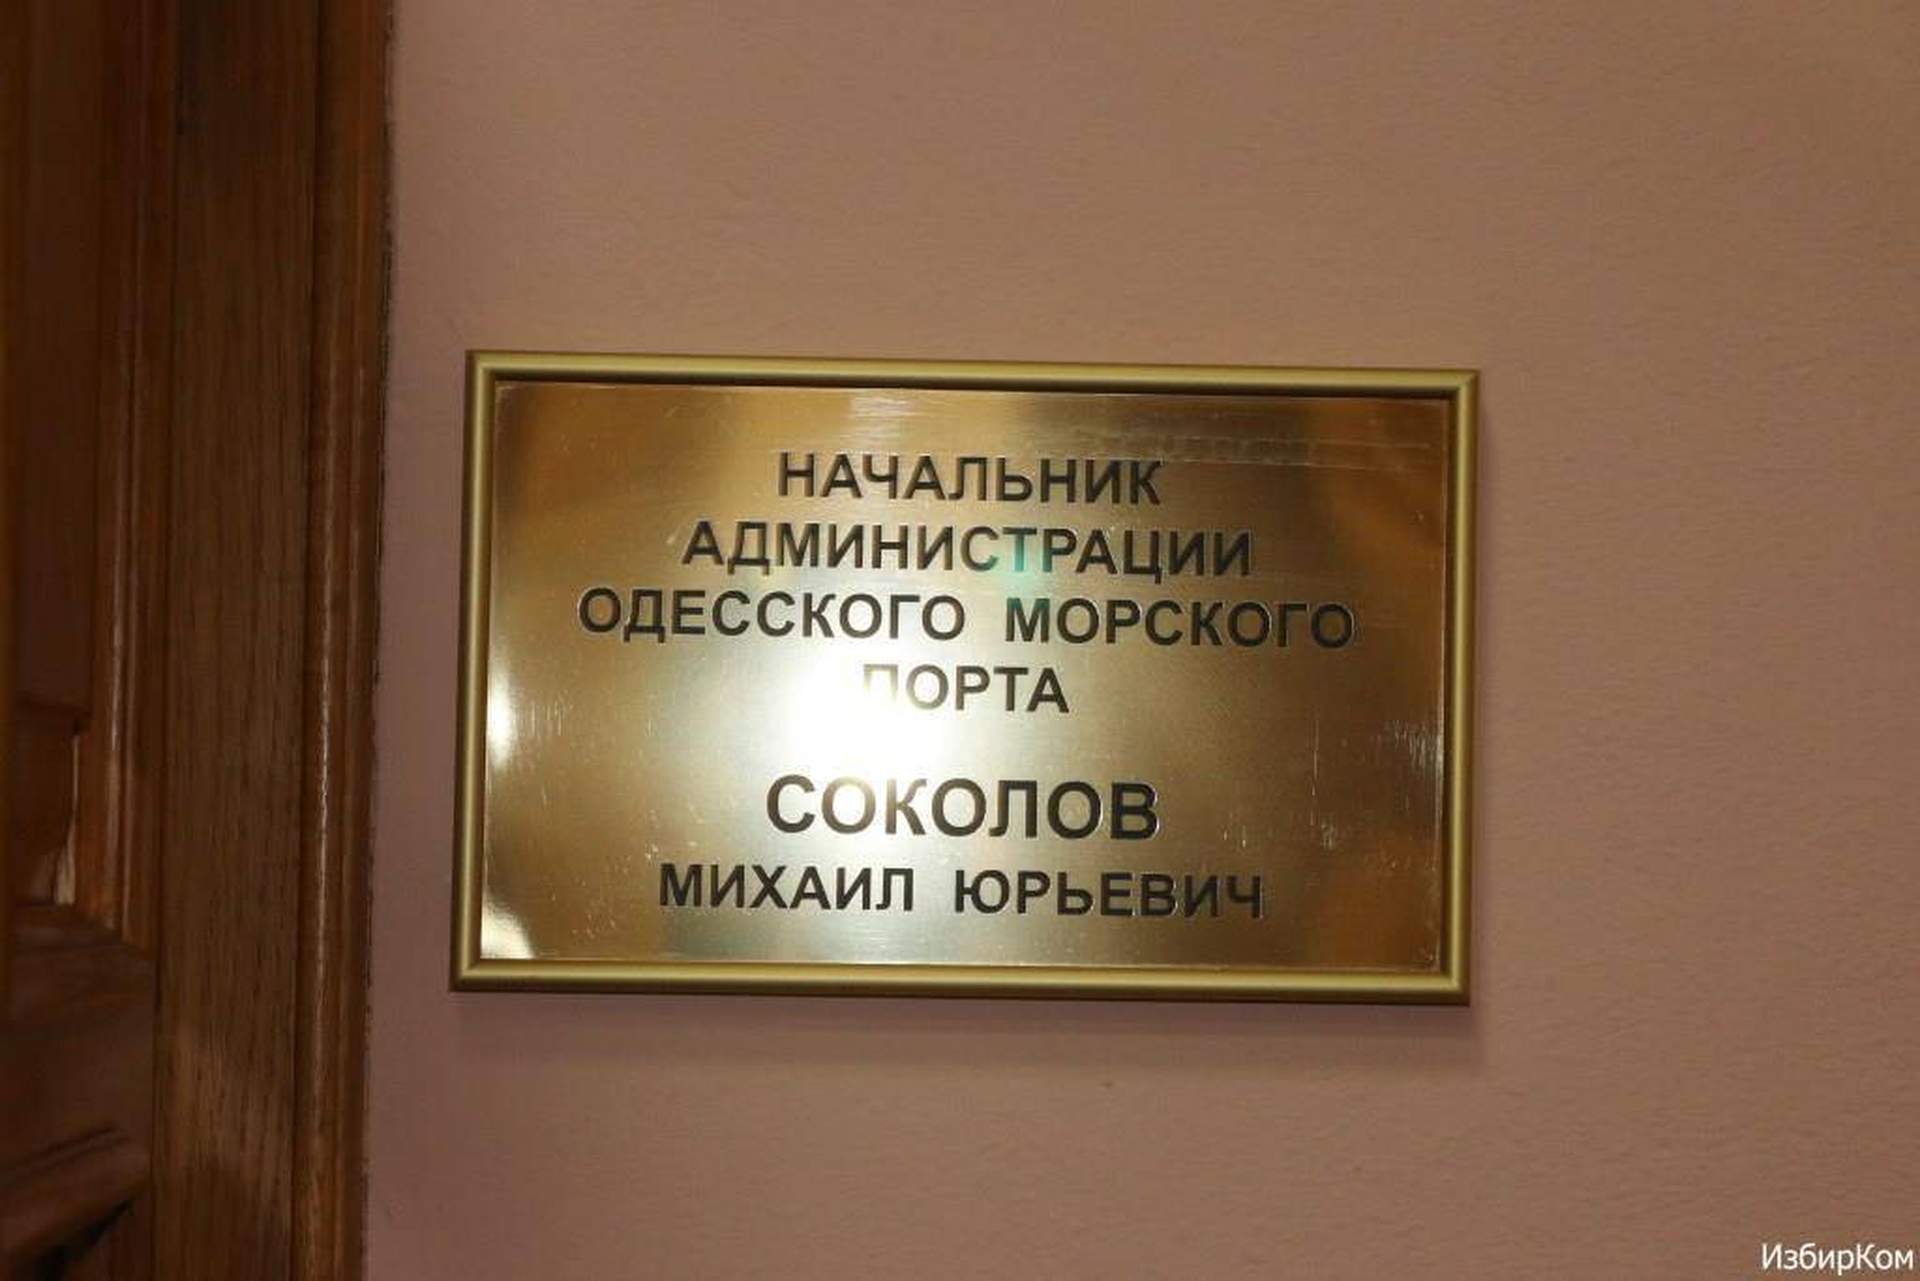 НАЧАЛЬНИК
АДМИНИСТРАЦИИ
ОДЕССКОГО МОРСКОГО
ПОРТА
СОКОЛОВ
МИХАИЛ ЮРЬЕВИЧ
ИзбирКом